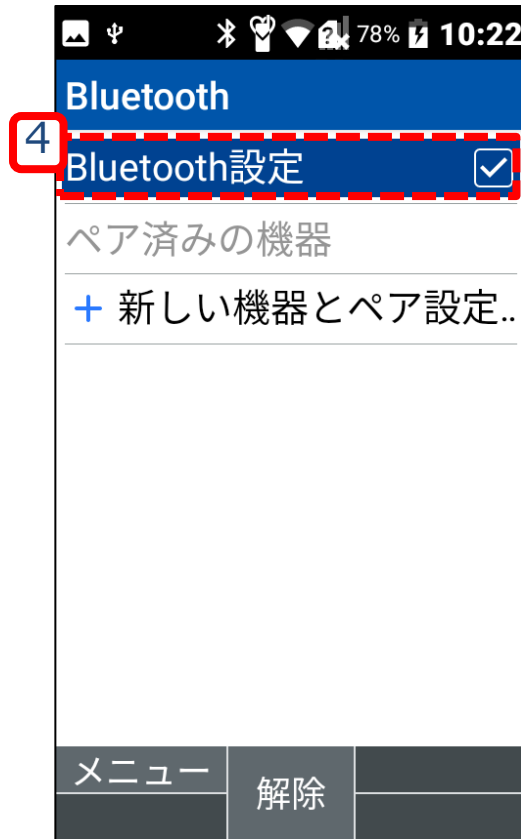 78% 10:22
Bluetooth
4
Bluetooth設定
ペア済みの機器
+ 新しい機器とペア設定..
メニュー
解除